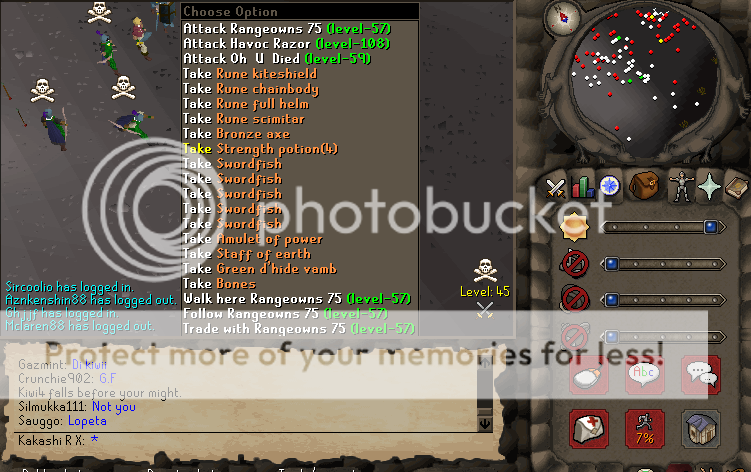 Choose Option
Attack Rangeowns 75 (level-57)
Attack Havoc Razor (level-108)
Attack Oh U Died (level-59)
Take Rune kiteshield
Take Rune chainbody
Take Rune full helm
Take Rune scimitar
Take Bronze axe
Take Strength potion(4)
Take Swordfish
Take Swordfish
Take Swordfish
Take Swordfish
Take Swordfish
Take Amulet of power
Take Staff of earth
Take Green d'hide vamb
Take Bones
Walk here Rangeowns 75 (level-57)
Follow Rangeowns 75 (level-57)
Trade with Rangeowns 75 (level-57)
Level: 45
Sircoolio has logged in.
Aznkenshin88 has logged out.
Oh jjf has logged in.
Mclaren88 has logged out.
photobucket
Protect more of your memories for less!
Gazmint: Di kiwii
Crunchie902: G.F
Kiwi4 falls before your might.
Silmukka111: Not you
Sauggo: Lopeta
Kakashi R X: *
Abc
7%